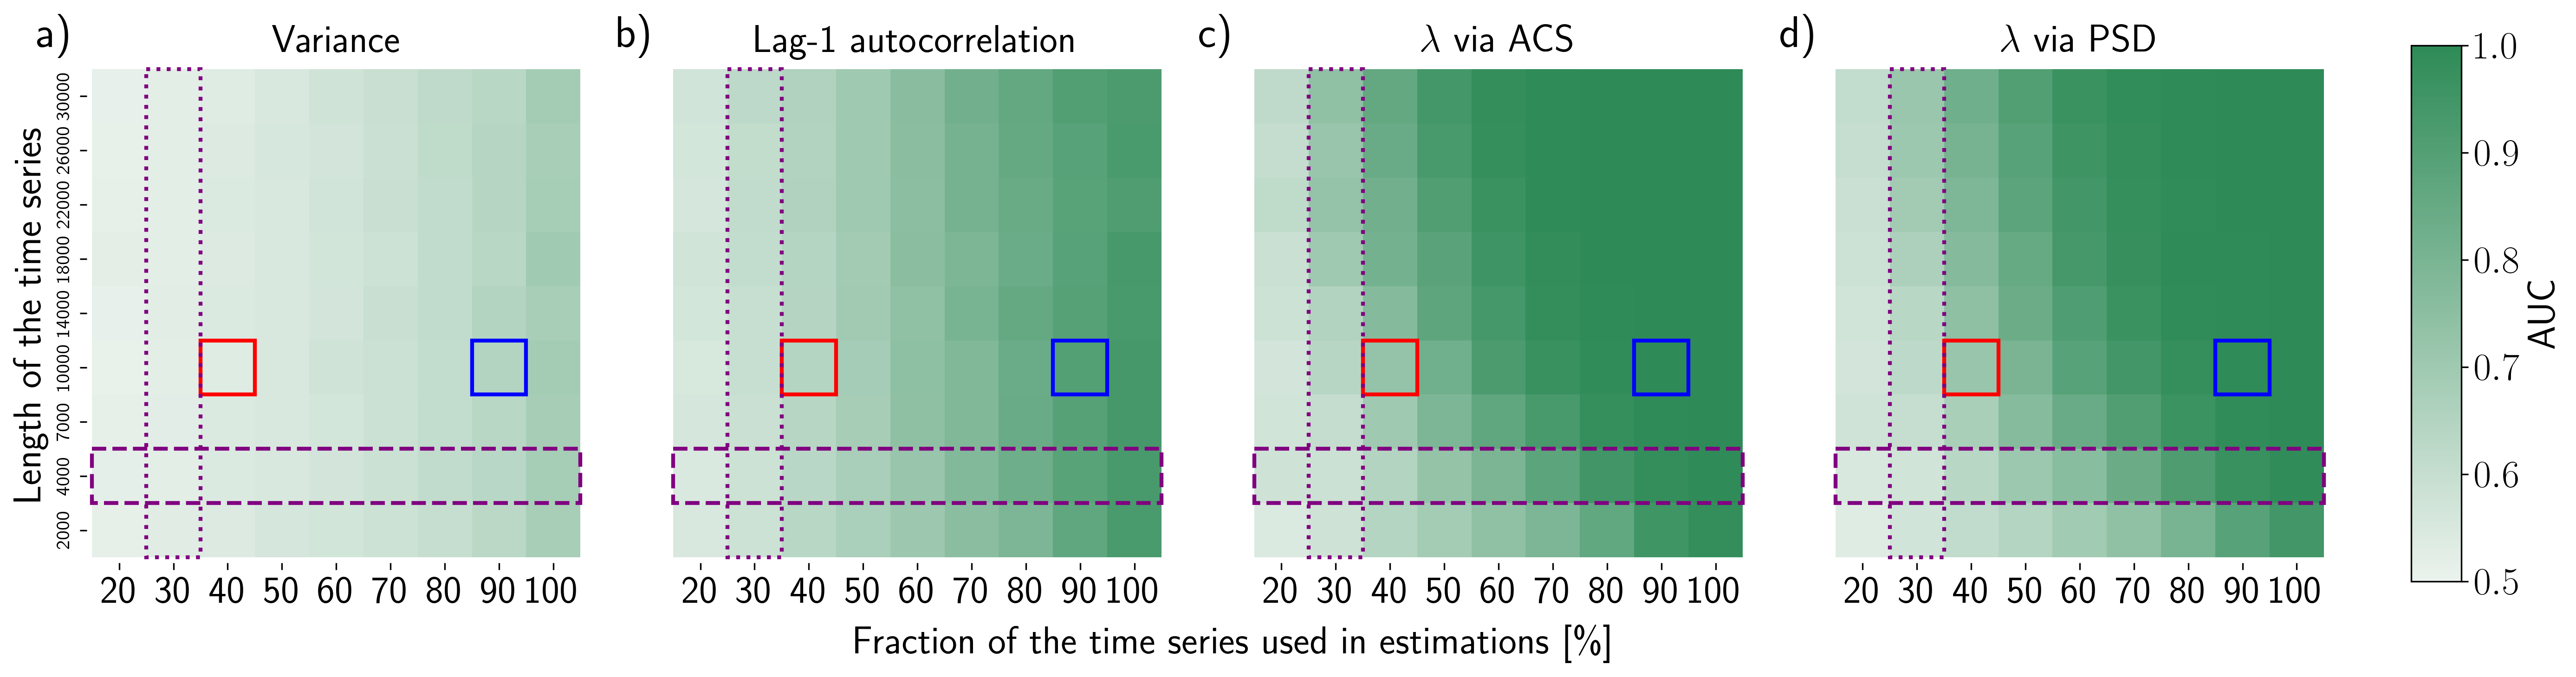 a) Variance
b) Lag-1 autocorrelation
c) λ via ACS
d) λ via PSD
Length of the time series
30000
26000
22000
18000
14000
10000
7000
4000
2000
20 30 40 50 60 70 80 90 100
20 30 40 50 60 70 80 90 100
20 30 40 50 60 70 80 90 100
20 30 40 50 60 70 80 90 100
Fraction of the time series used in estimations [%]
1.0
0.9
0.8
0.7
0.6
0.5
AUC